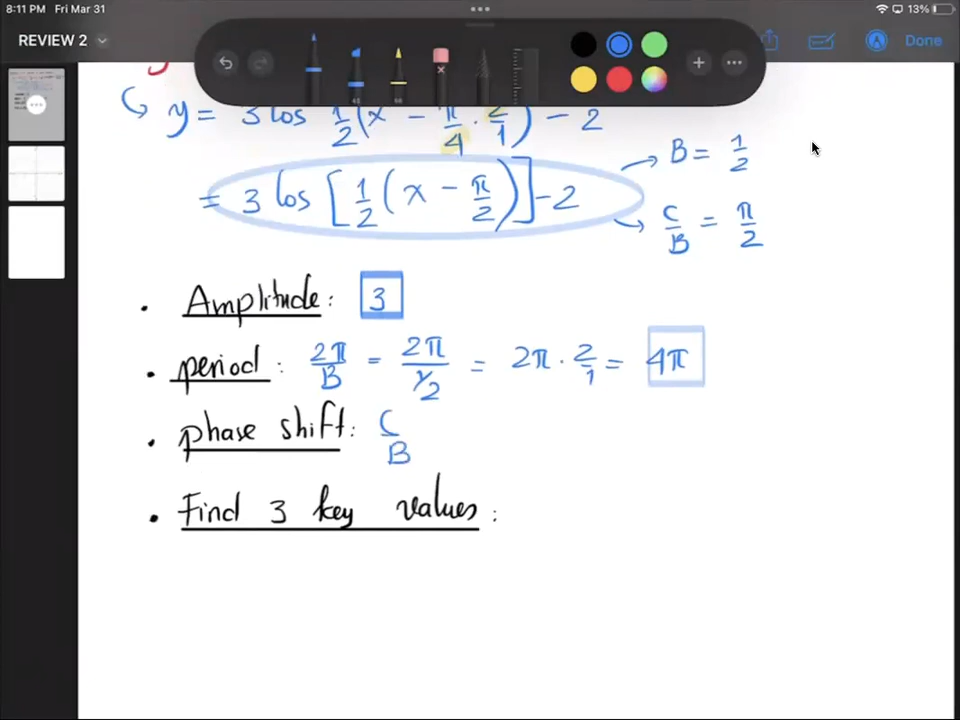 8:11 PM Fri Mar 31
13%
REVIEW 2
Done
y = 3 cos 1/2 (x − π/4 · 2/1) − 2
= 3 cos [1/2 (x − π/2)] − 2
B = 1/2
C/B = π/2
• Amplitude: 3
• period: 2π/B = 2π/(1/2) = 2π · 2/1 = 4π
• phase shift: C/B
• Find 3 key values: